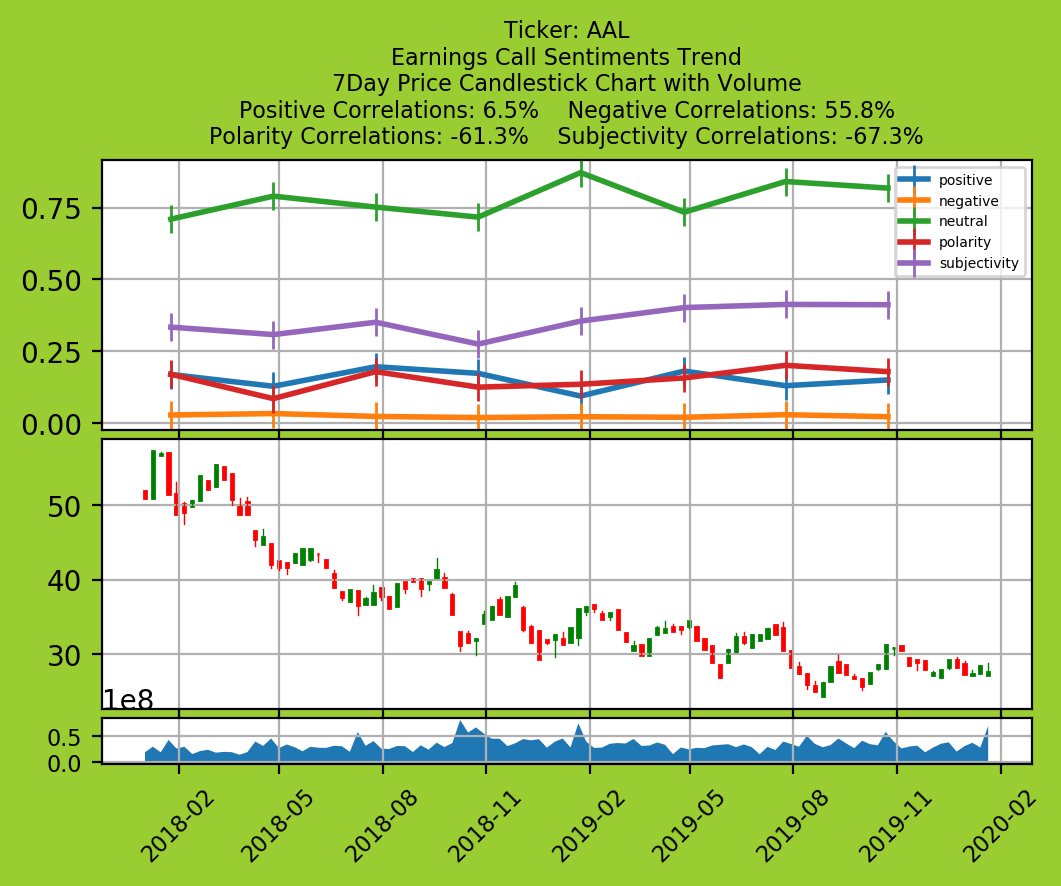 Ticker: AAL
Earnings Call Sentiments Trend
7Day Price Candlestick Chart with Volume
Positive Correlations: 6.5%    Negative Correlations: 55.8%
Polarity Correlations: -61.3%    Subjectivity Correlations: -67.3%
positive
negative
neutral
polarity
subjectivity
0.75
0.50
0.25
0.00
50
40
30
1e8
0.5
0.0
2018-02
2018-05
2018-08
2018-11
2019-02
2019-05
2019-08
2019-11
2020-02